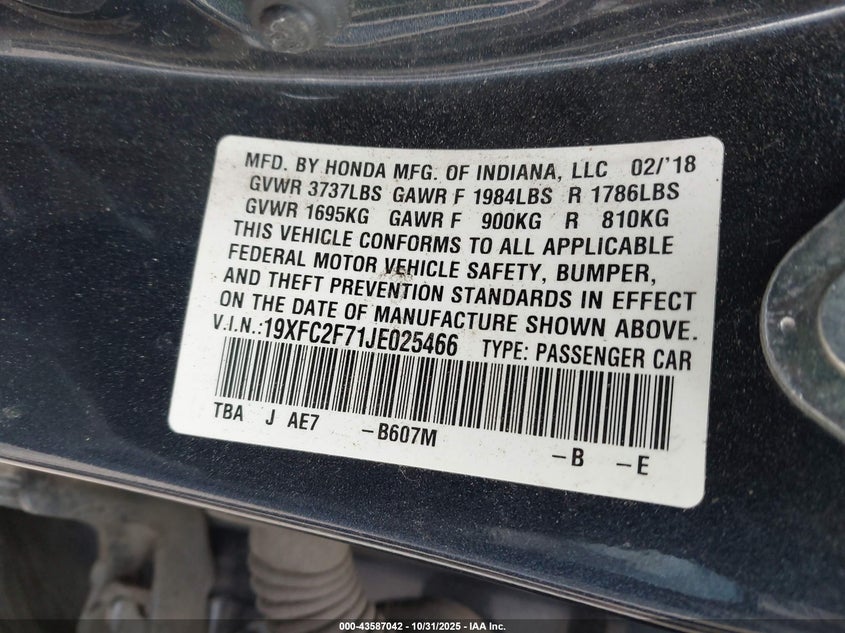 MFD. BY HONDA MFG. OF INDIANA, LLC 02/'18
GVWR 3737LBS GAWR F 1984LBS R 1786LBS
GVWR 1695KG GAWR F 900KG R 810KG
THIS VEHICLE CONFORMS TO ALL APPLICABLE
FEDERAL MOTOR VEHICLE SAFETY, BUMPER,
AND THEFT PREVENTION STANDARDS IN EFFECT
ON THE DATE OF MANUFACTURE SHOWN ABOVE.
V.I.N.:19XFC2F71JE025466 TYPE: PASSENGER CAR
TBA J AE7 -B607M -B -E
000-43587042 - 10/31/2025 - IAA Inc.